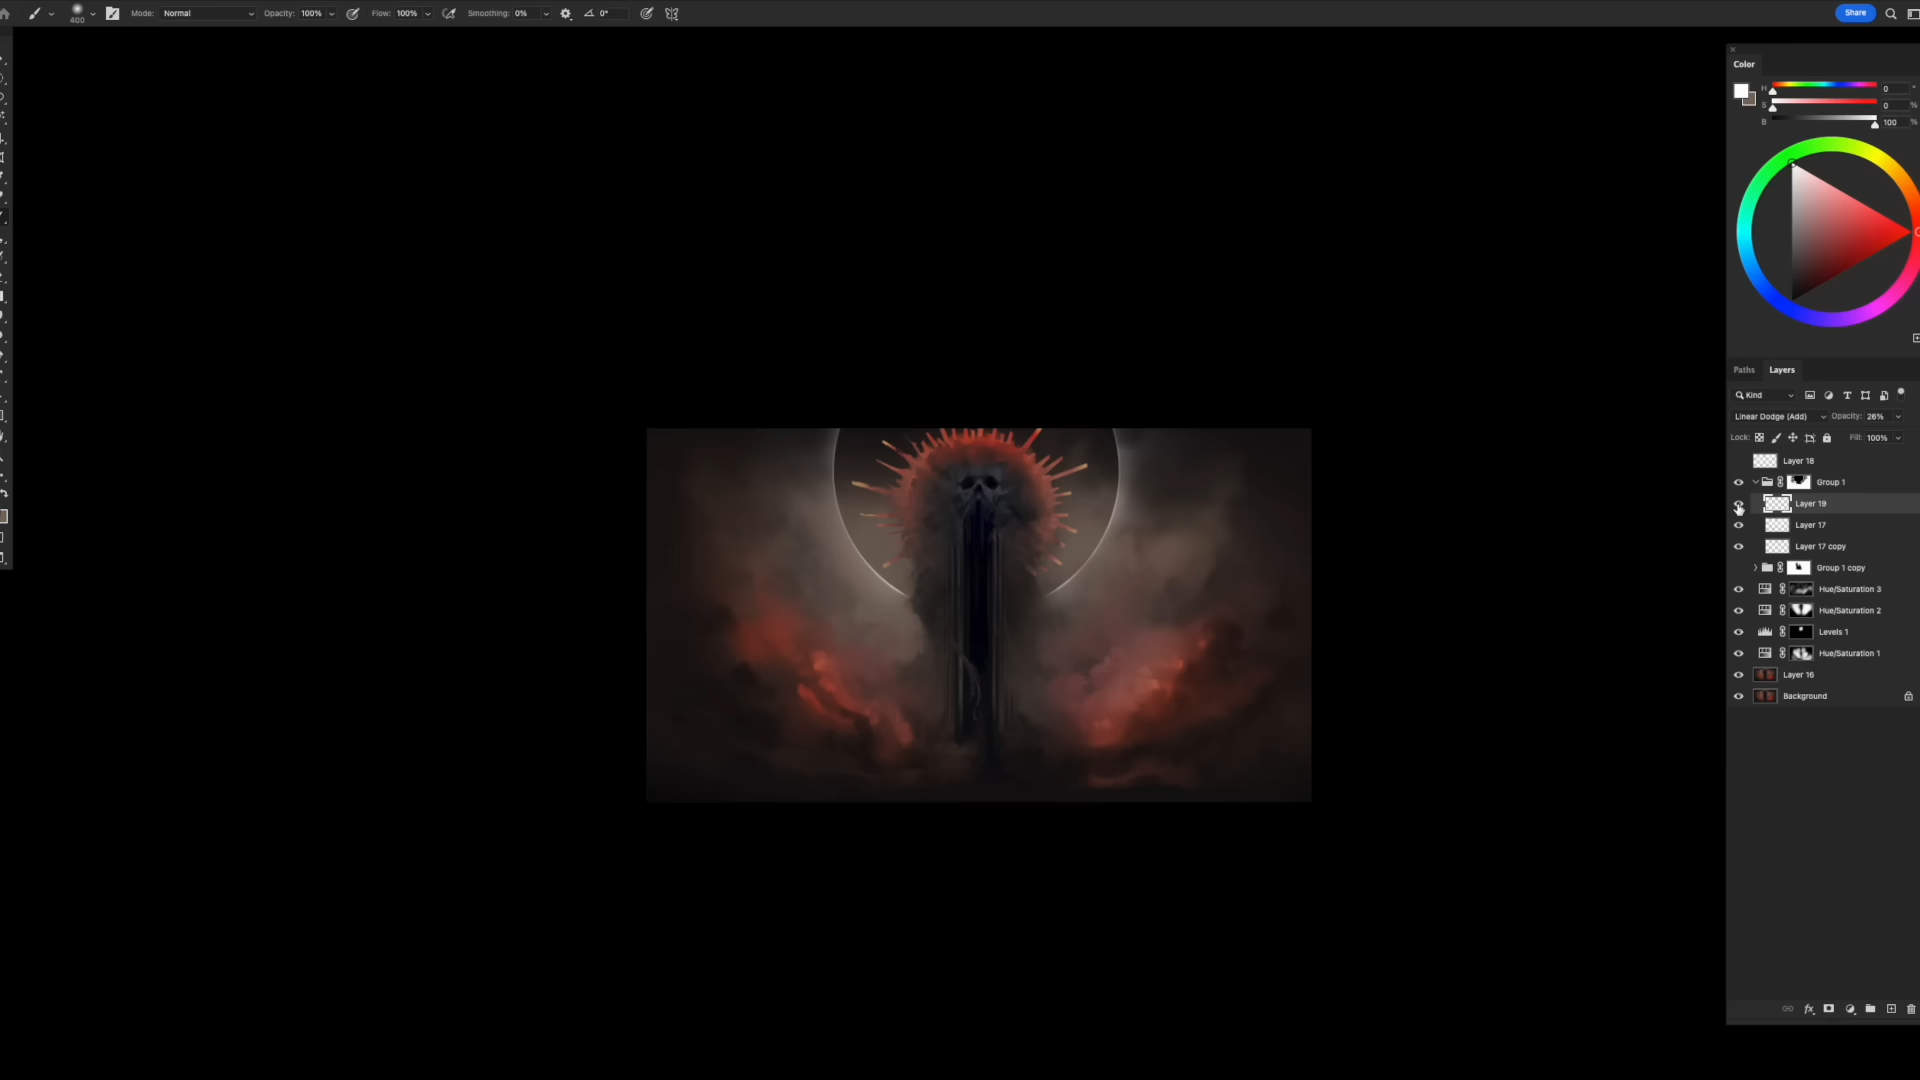 Mode: Normal Opacity: 100% Flow: 100% Smoothing: 0% 0° Share
400
Color
H 0 °
S 0 %
B 100 %
Paths Layers
Kind
Linear Dodge (Add) Opacity: 26%
Lock: Fill: 100%
Layer 18
Group 1
Layer 19
Layer 17
Layer 17 copy
Group 1 copy
Hue/Saturation 3
Hue/Saturation 2
Levels 1
Hue/Saturation 1
Layer 16
Background
fx